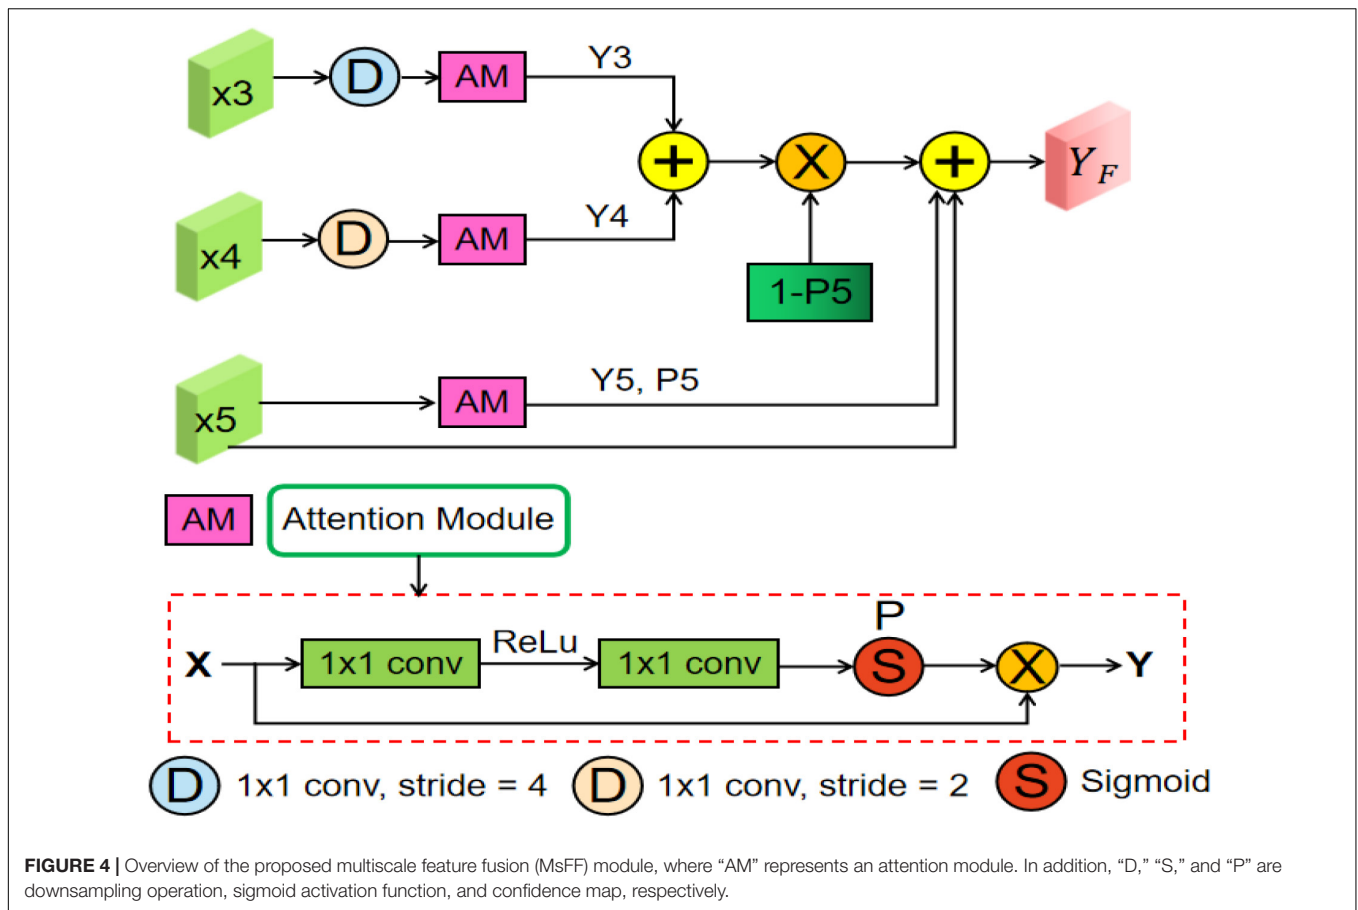 x3
D
AM
Y3
+
X
+
Y_F
x4
D
AM
Y4
1-P5
x5
AM
Y5, P5
AM
Attention Module
P
X
1x1 conv
ReLu
1x1 conv
S
X
Y
D 1x1 conv, stride = 4 D 1x1 conv, stride = 2 S Sigmoid
FIGURE 4 | Overview of the proposed multiscale feature fusion (MsFF) module, where “AM” represents an attention module. In addition, “D,” “S,” and “P” are
downsampling operation, sigmoid activation function, and confidence map, respectively.